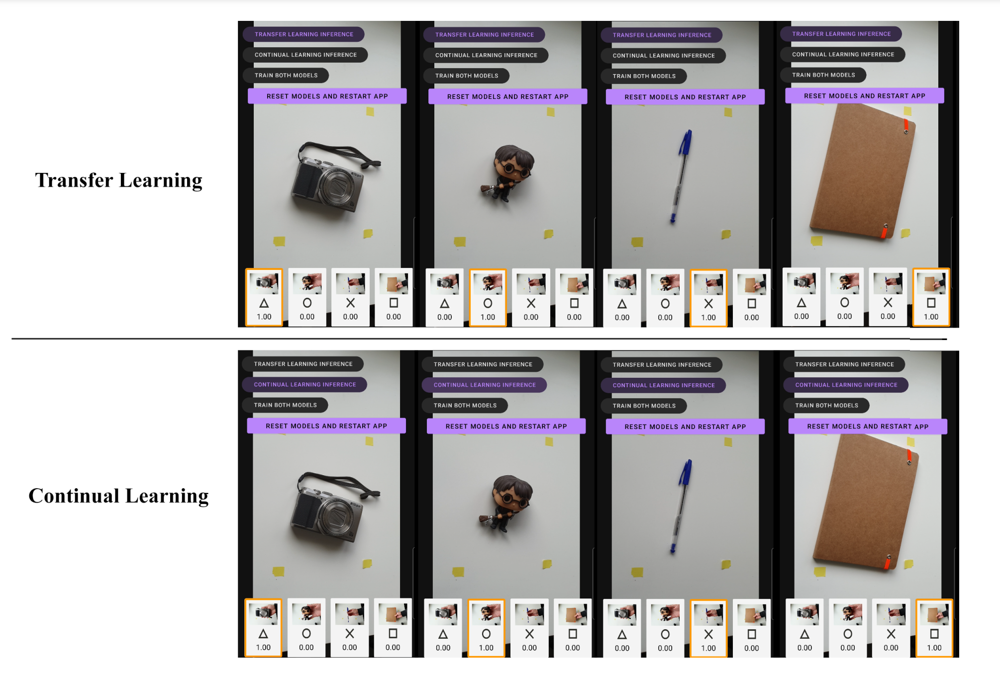 Transfer Learning
TRANSFER LEARNING INFERENCE
CONTINUAL LEARNING INFERENCE
TRAIN BOTH MODELS
RESET MODELS AND RESTART APP
Nikon
1.00 0.00 0.00 0.00
TRANSFER LEARNING INFERENCE
CONTINUAL LEARNING INFERENCE
TRAIN BOTH MODELS
RESET MODELS AND RESTART APP
0.00 1.00 0.00 0.00
TRANSFER LEARNING INFERENCE
CONTINUAL LEARNING INFERENCE
TRAIN BOTH MODELS
RESET MODELS AND RESTART APP
0.00 0.00 1.00 0.00
TRANSFER LEARNING INFERENCE
CONTINUAL LEARNING INFERENCE
TRAIN BOTH MODELS
RESET MODELS AND RESTART APP
0.00 0.00 0.00 1.00
Continual Learning
TRANSFER LEARNING INFERENCE
CONTINUAL LEARNING INFERENCE
TRAIN BOTH MODELS
RESET MODELS AND RESTART APP
Nikon
1.00 0.00 0.00 0.00
TRANSFER LEARNING INFERENCE
CONTINUAL LEARNING INFERENCE
TRAIN BOTH MODELS
RESET MODELS AND RESTART APP
0.00 1.00 0.00 0.00
TRANSFER LEARNING INFERENCE
CONTINUAL LEARNING INFERENCE
TRAIN BOTH MODELS
RESET MODELS AND RESTART APP
0.00 0.00 1.00 0.00
TRANSFER LEARNING INFERENCE
CONTINUAL LEARNING INFERENCE
TRAIN BOTH MODELS
RESET MODELS AND RESTART APP
0.00 0.00 0.00 1.00